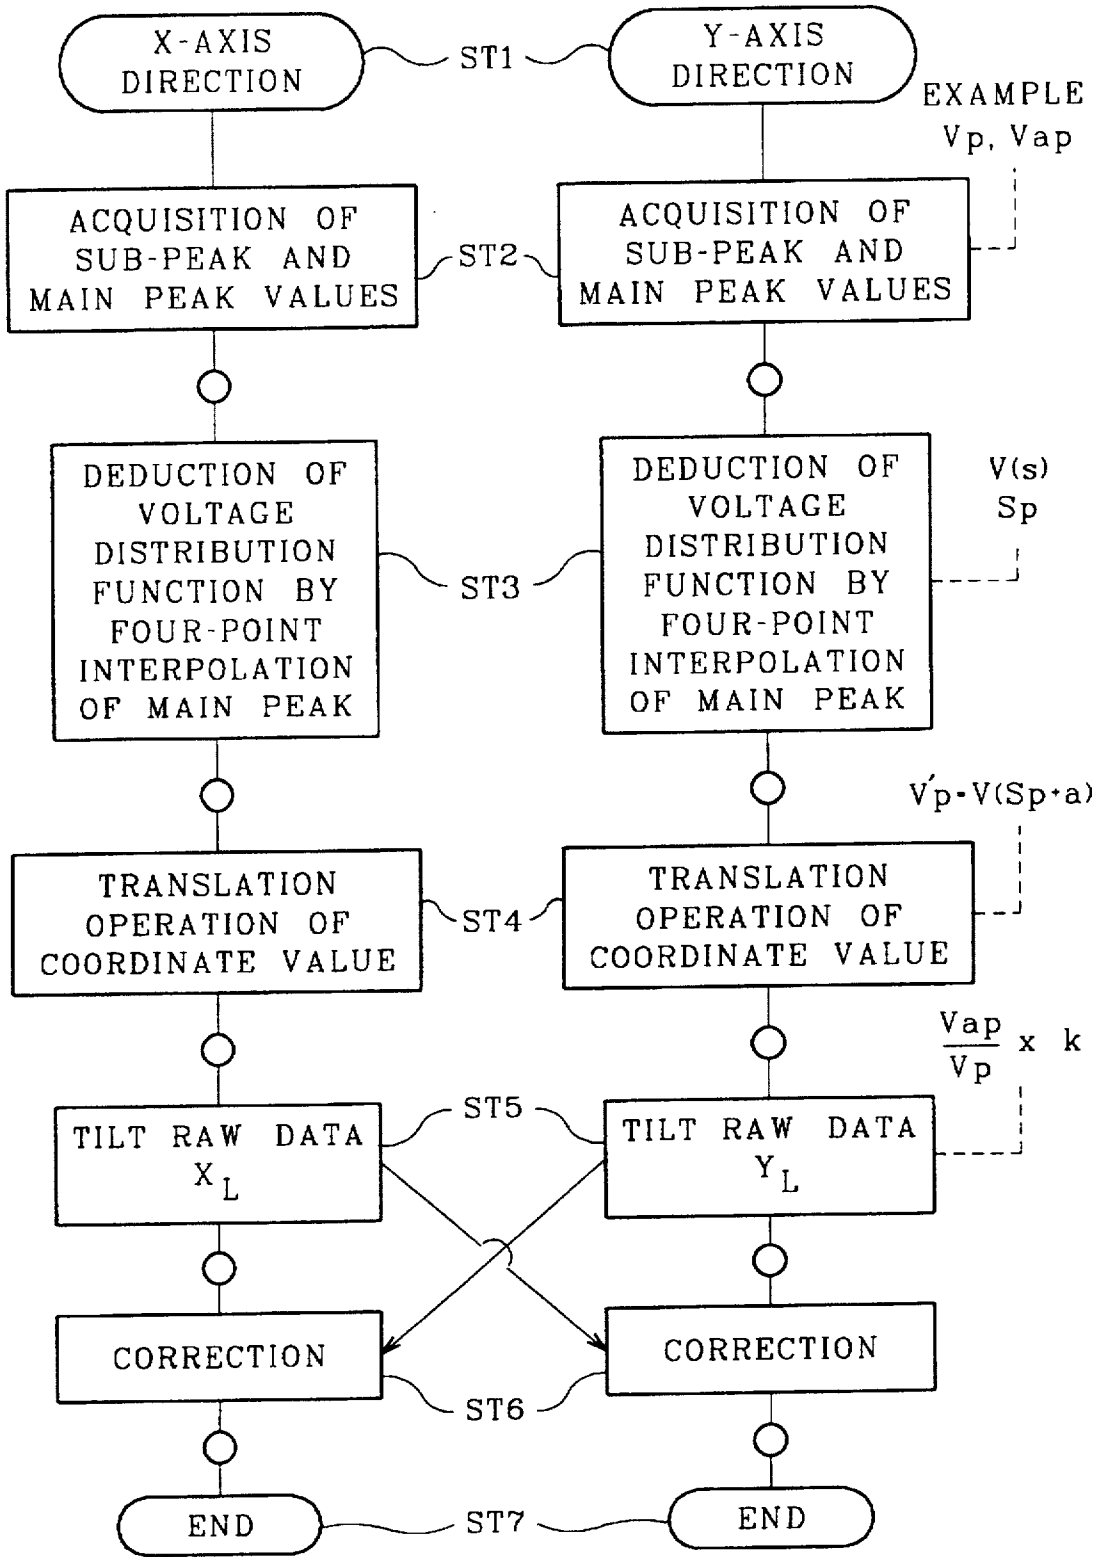 X-AXIS
DIRECTION
ST1
Y-AXIS
DIRECTION
EXAMPLE
Vp, Vap
ACQUISITION OF
SUB-PEAK AND
MAIN PEAK VALUES
ST2
ACQUISITION OF
SUB-PEAK AND
MAIN PEAK VALUES
DEDUCTION OF
VOLTAGE
DISTRIBUTION
FUNCTION BY
FOUR-POINT
INTERPOLATION
OF MAIN PEAK
ST3
DEDUCTION OF
VOLTAGE
DISTRIBUTION
FUNCTION BY
FOUR-POINT
INTERPOLATION
OF MAIN PEAK
V(s)
Sp
V'p-V(Sp+a)
TRANSLATION
OPERATION OF
COORDINATE VALUE
ST4
TRANSLATION
OPERATION OF
COORDINATE VALUE
Vap
Vp
x k
TILT RAW DATA
XL
ST5
TILT RAW DATA
YL
CORRECTION
ST6
CORRECTION
END
ST7
END